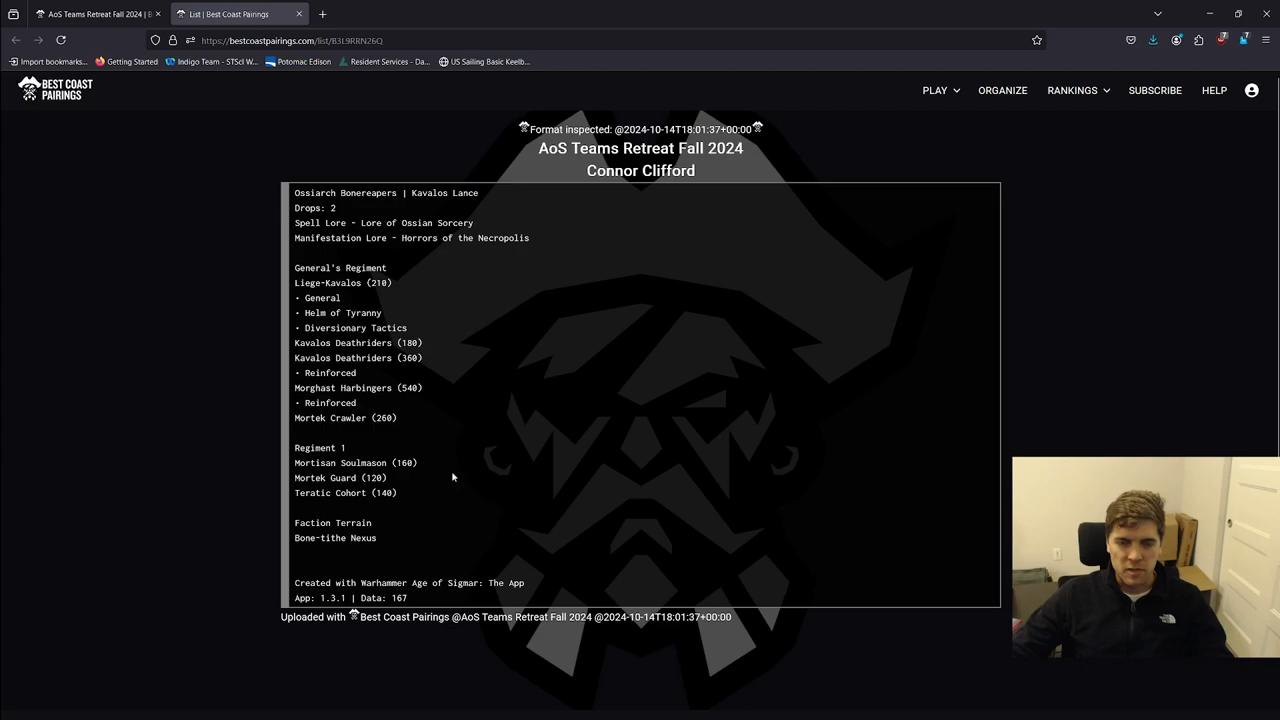 AoS Teams Retreat Fall 2024 | B
List | Best Coast Pairings
https://bestcoastpairings.com/list/B3L9RRN26Q
Import bookmarks...
Getting Started
Indigo Team - STScI W...
Potomac Edison
Resident Services - Da...
US Sailing Basic Keelb...
BEST COAST
PAIRINGS
PLAY
ORGANIZE
RANKINGS
SUBSCRIBE
HELP
Format inspected: @2024-10-14T18:01:37+00:00
AoS Teams Retreat Fall 2024
Connor Clifford
Ossiarch Bonereapers | Kavalos Lance
Drops: 2
Spell Lore - Lore of Ossian Sorcery
Manifestation Lore - Horrors of the Necropolis
General's Regiment
Liege-Kavalos (210)
• General
• Helm of Tyranny
• Diversionary Tactics
Kavalos Deathriders (180)
Kavalos Deathriders (360)
• Reinforced
Morghast Harbingers (540)
• Reinforced
Mortek Crawler (260)
Regiment 1
Mortisan Soulmason (160)
Mortek Guard (120)
Teratic Cohort (140)
Faction Terrain
Bone-tithe Nexus
Created with Warhammer Age of Sigmar: The App
App: 1.3.1 | Data: 167
Uploaded with Best Coast Pairings @AoS Teams Retreat Fall 2024 @2024-10-14T18:01:37+00:00